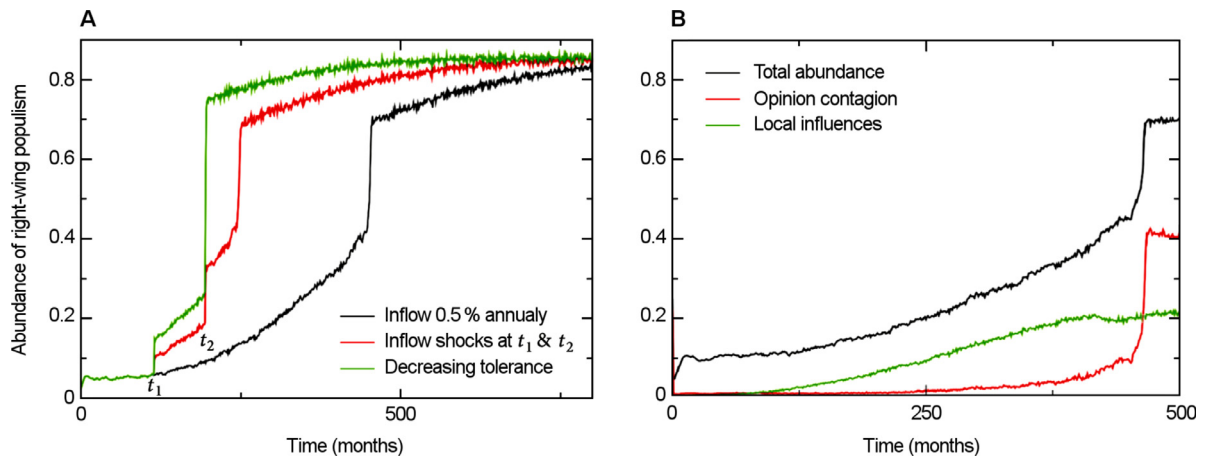 A
Abundance of right-wing populism
0.8
0.6
0.4
0.2
0
t1
t2
Inflow 0.5 % annualy
Inflow shocks at t1 & t2
Decreasing tolerance
0
500
Time (months)
B
0.8
0.6
0.4
0.2
0
Total abundance
Opinion contagion
Local influences
0
250
500
Time (months)